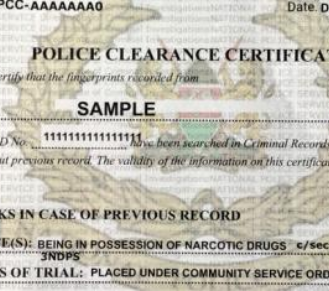 PCC-AAAAAAA0 Date. D
POLICE CLEARANCE CERTIFICA
ertify that the fingerprints recorded from
SAMPLE
D No. 1111111111111111 have been searched in Criminal Records
ut previous record. The validity of the information on this certifica
KS IN CASE OF PREVIOUS RECORD
E(S): BEING IN POSSESSION OF NARCOTIC DRUGS c/sec
3NDPS
S OF TRIAL: PLACED UNDER COMMUNITY SERVICE ORD